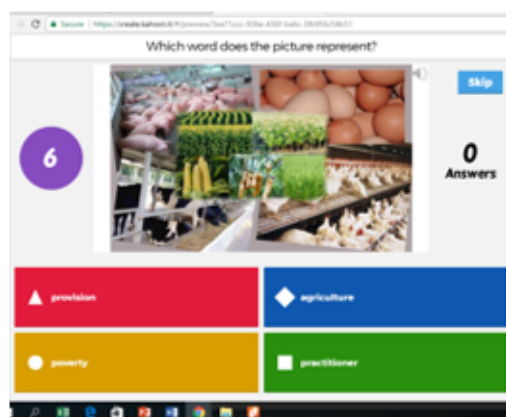 Secure
Which word does the picture represent?
Skip
6
0
Answers
provision
agriculture
poverty
practitioner